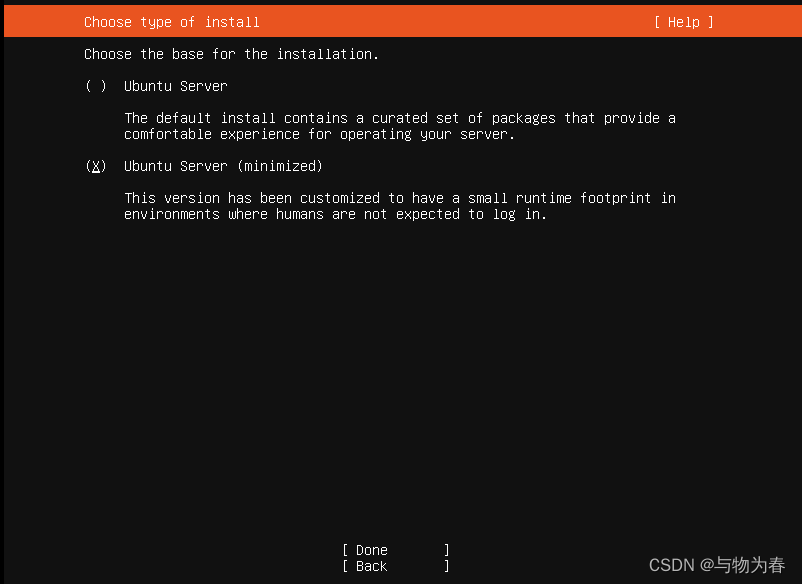 Choose type of install [ Help ]
Choose the base for the installation.
( ) Ubuntu Server
The default install contains a curated set of packages that provide a
comfortable experience for operating your server.
(X) Ubuntu Server (minimized)
This version has been customized to have a small runtime footprint in
environments where humans are not expected to log in.
[ Done ]
[ Back ]
CSDN @与物为春